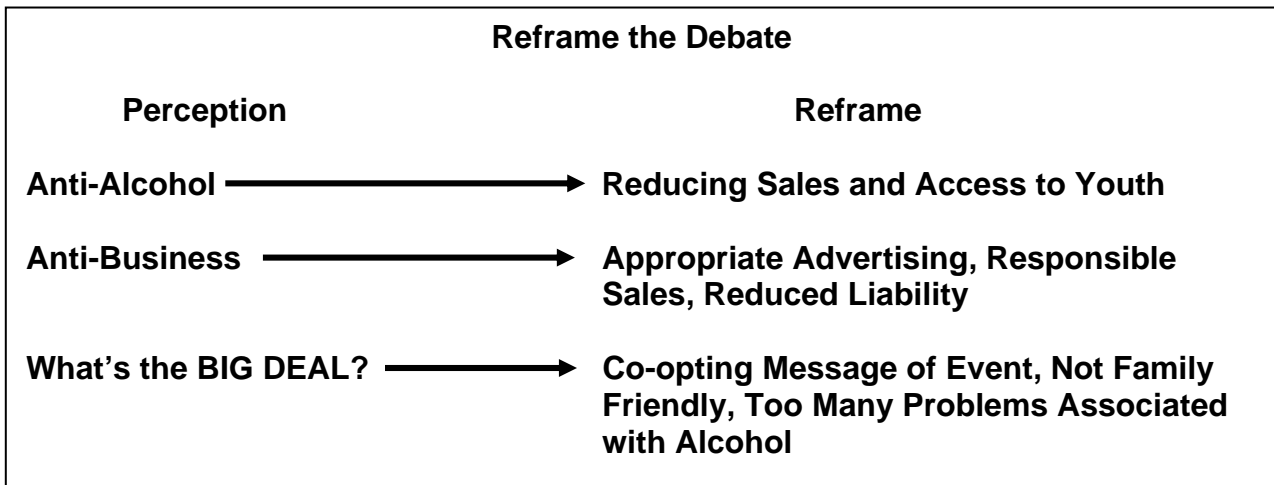 Reframe the Debate
Perception Reframe
Anti-Alcohol Reducing Sales and Access to Youth
Anti-Business Appropriate Advertising, Responsible
Sales, Reduced Liability
What’s the BIG DEAL? Co-opting Message of Event, Not Family
Friendly, Too Many Problems Associated
with Alcohol